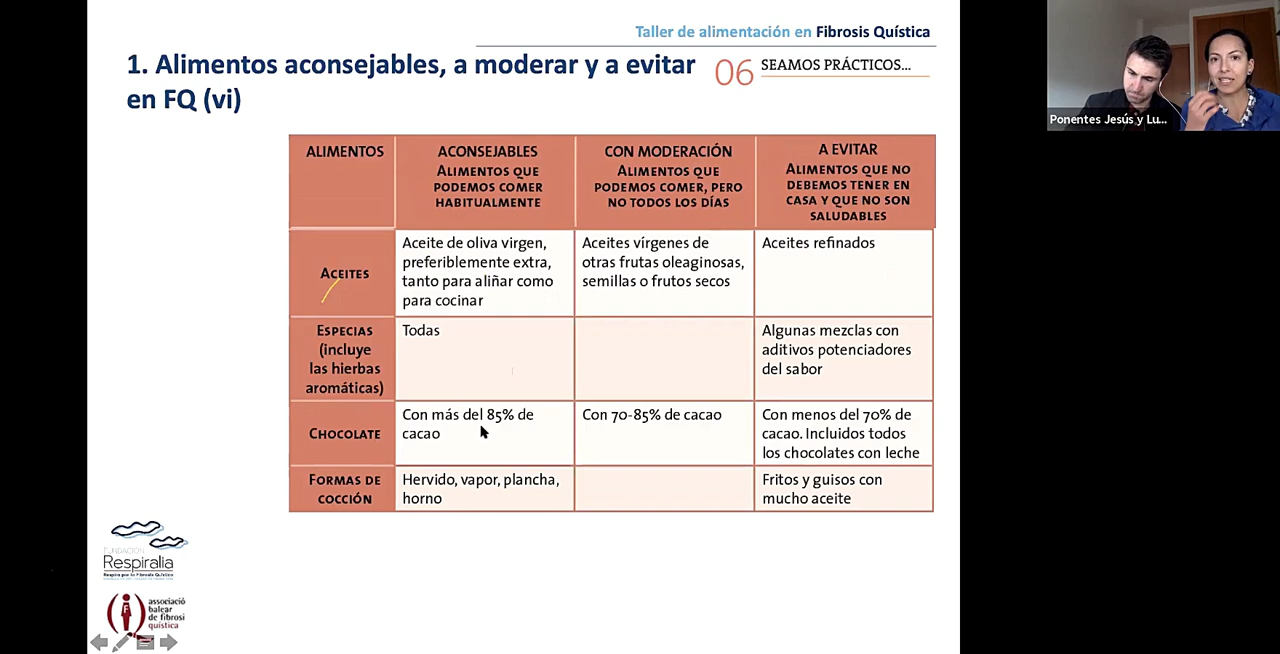 Taller de alimentación en Fibrosis Quística
1. Alimentos aconsejables, a moderar y a evitar
en FQ (vi)
06 SEAMOS PRÁCTICOS...
Ponentes Jesús y Lu...
ALIMENTOS
ACONSEJABLES
ALIMENTOS QUE
PODEMOS COMER
HABITUALMENTE
CON MODERACIÓN
ALIMENTOS QUE
PODEMOS COMER, PERO
NO TODOS LOS DÍAS
A EVITAR
ALIMENTOS QUE NO
DEBEMOS TENER EN
CASA Y QUE NO SON
SALUDABLES
ACEITES
Aceite de oliva virgen,
preferiblemente extra,
tanto para aliñar como
para cocinar
Aceites vírgenes de
otras frutas oleaginosas,
semillas o frutos secos
Aceites refinados
ESPECIAS
(incluye
las hierbas
aromáticas)
Todas
Algunas mezclas con
aditivos potenciadores
del sabor
CHOCOLATE
Con más del 85% de
cacao
Con 70-85% de cacao
Con menos del 70% de
cacao. Incluidos todos
los chocolates con leche
FORMAS DE
COCCIÓN
Hervido, vapor, plancha,
horno
Fritos y guisos con
mucho aceite
FUNDACIÓN
Respiralia
Respira por la Fibrosis Quística
associació
balear
de fibrosi
quística